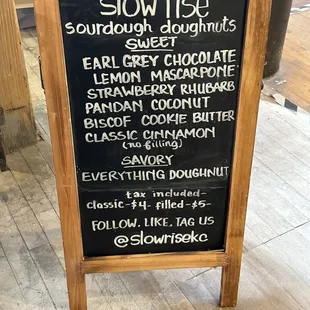 slow rise
sourdough doughnuts
SWEET
EARL GREY CHOCOLATE
LEMON MASCARPONE
STRAWBERRY RHUBARB
PANDAN COCONUT
BISCOF COOKIE BUTTER
CLASSIC CINNAMON
(no filling)
SAVORY
EVERYTHING DOUGHNUT
tax included-
classic-$4- filled-$5-
FOLLOW. LIKE. TAG US
@slowrisekc